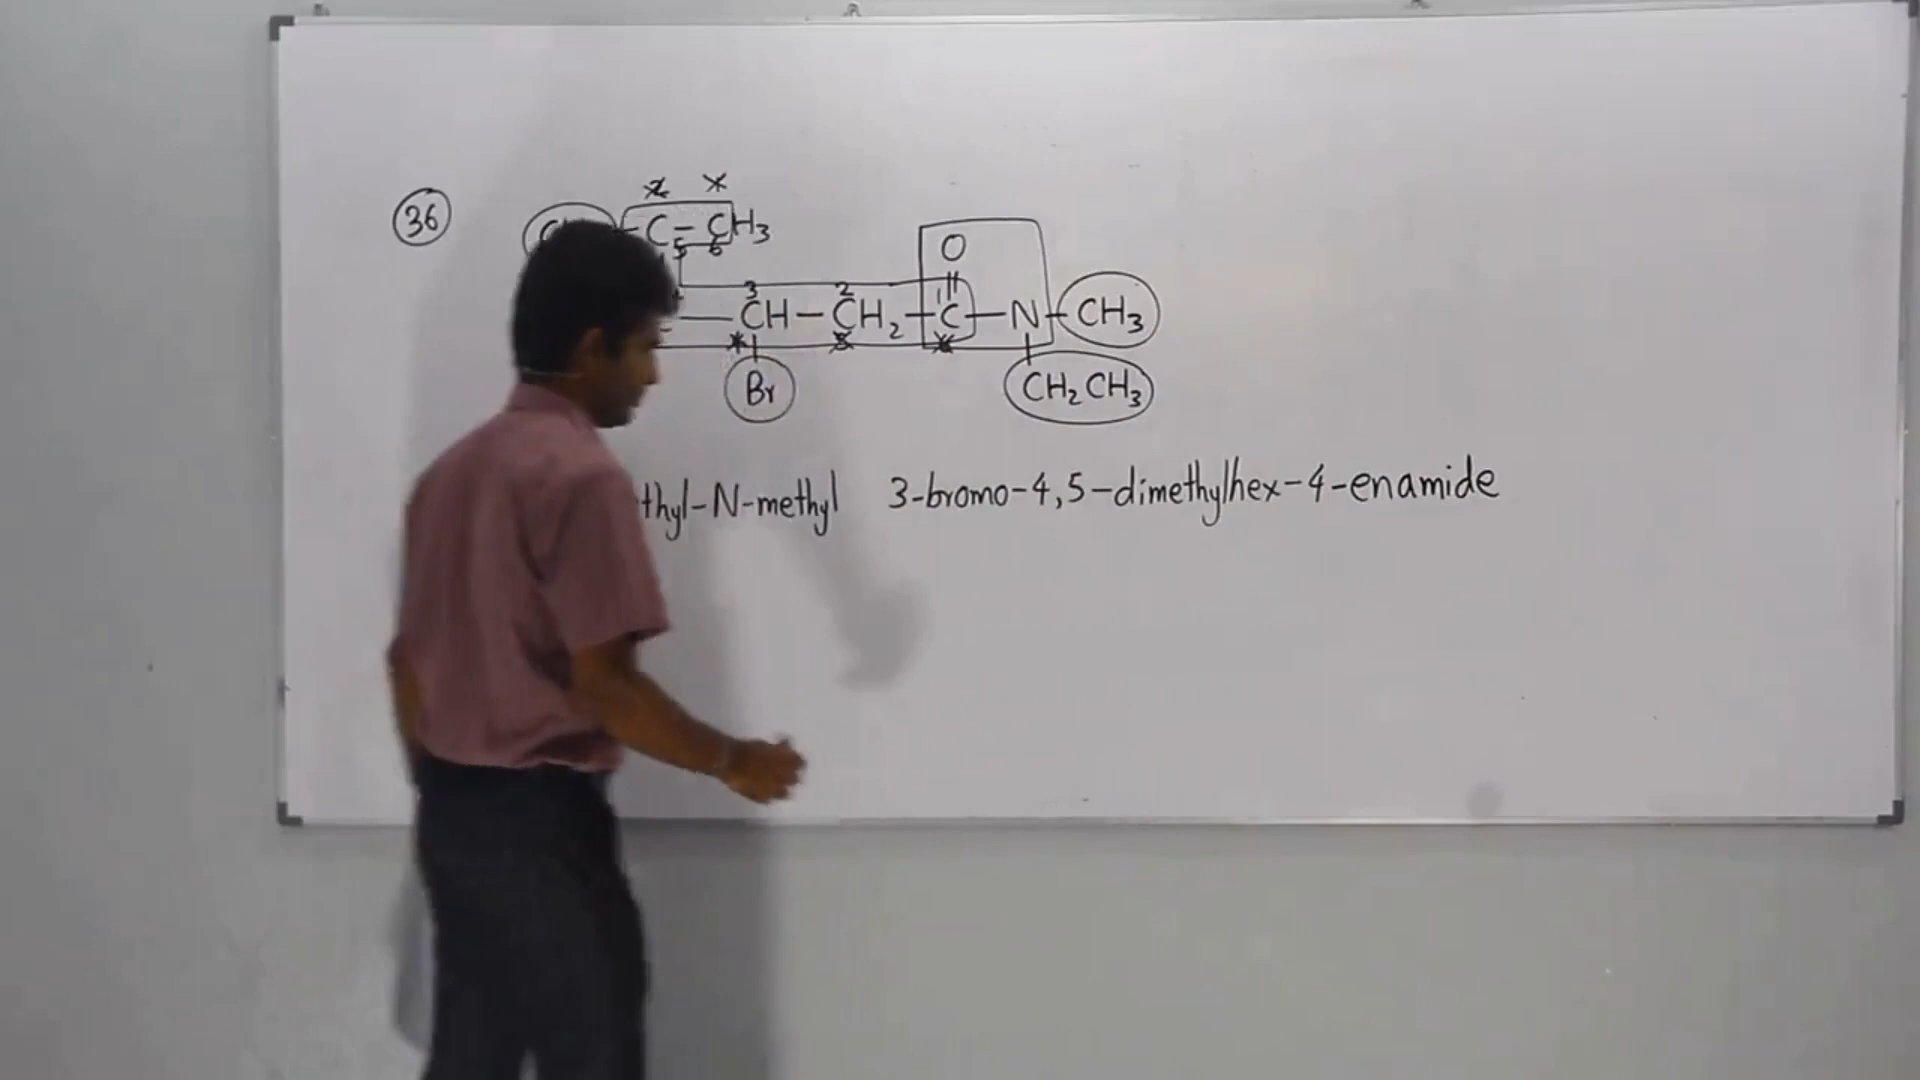 36
C - CH3
5 6
O
3 2 1
CH - CH2 - C - N - CH3
Br CH2CH3
thyl-N-methyl 3-bromo-4,5-dimethylhex-4-enamide